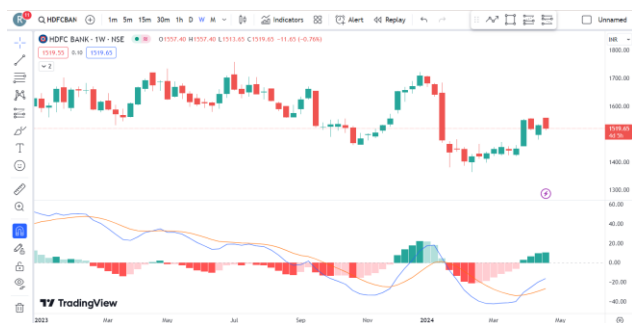 R 11 HDFCBAN 1m 5m 15m 30m 1h D W M Indicators Alert Replay Unnamed
HDFC BANK · 1W · NSE O1557.40 H1557.40 L1513.65 C1519.65 −11.65 (−0.76%) INR
1519.55 0.10 1519.65
2
1800.00
1600.00
1519.65
4d 5h
1400.00
1300.00
60.00
40.00
20.00
0.00
−20.00
−40.00
TradingView
2023 Mar May Jul Sep Nov 2024 Mar May